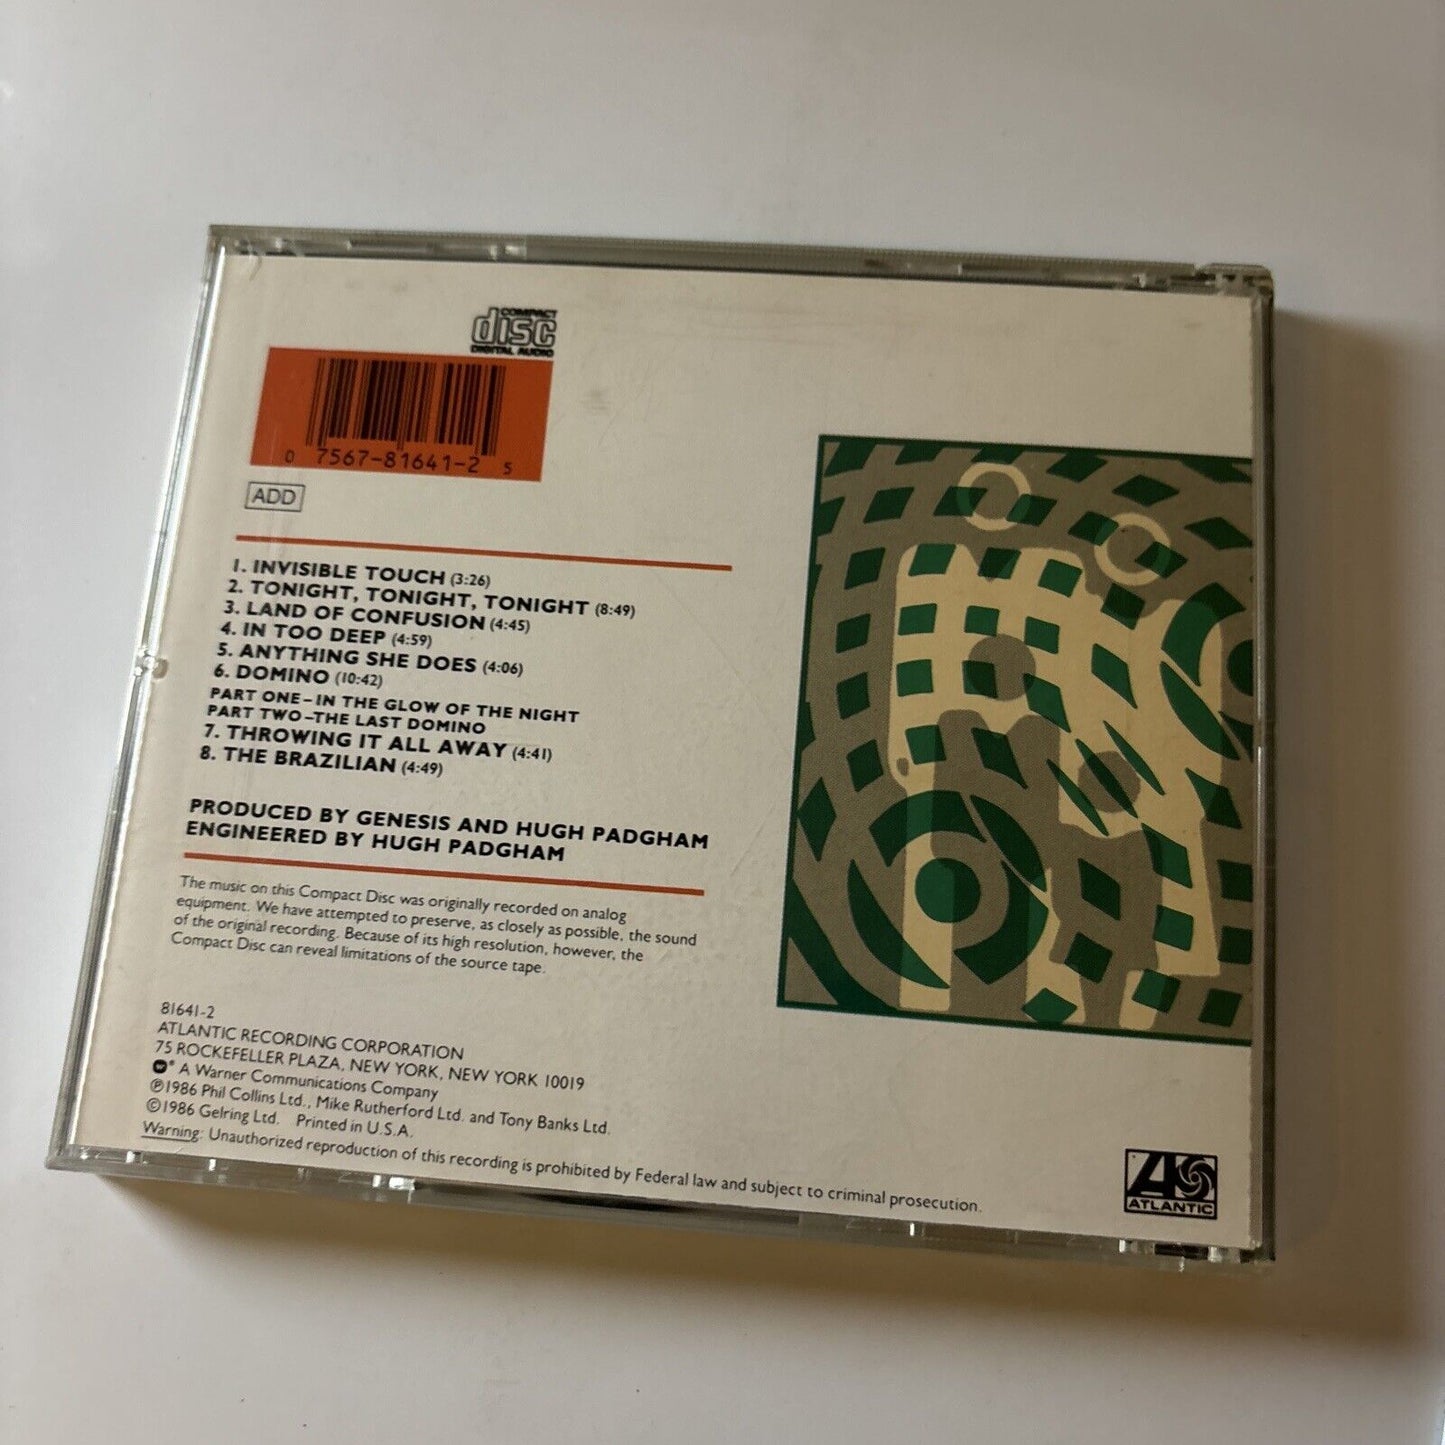 COMPACT
disc
DIGITAL AUDIO
0 7567-81641-2 5
ADD
1. INVISIBLE TOUCH (3:26)
2. TONIGHT, TONIGHT, TONIGHT (8:49)
3. LAND OF CONFUSION (4:45)
4. IN TOO DEEP (4:59)
5. ANYTHING SHE DOES (4:06)
6. DOMINO (10:42)
PART ONE–IN THE GLOW OF THE NIGHT
PART TWO–THE LAST DOMINO
7. THROWING IT ALL AWAY (4:41)
8. THE BRAZILIAN (4:49)
PRODUCED BY GENESIS AND HUGH PADGHAM
ENGINEERED BY HUGH PADGHAM
The music on this Compact Disc was originally recorded on analog
equipment. We have attempted to preserve, as closely as possible, the sound
of the original recording. Because of its high resolution, however, the
Compact Disc can reveal limitations of the source tape.
81641-2
ATLANTIC RECORDING CORPORATION
75 ROCKEFELLER PLAZA, NEW YORK, NEW YORK 10019
® A Warner Communications Company
℗1986 Phil Collins Ltd., Mike Rutherford Ltd. and Tony Banks Ltd.
©1986 Gelring Ltd. Printed in U.S.A.
Warning: Unauthorized reproduction of this recording is prohibited by Federal law and subject to criminal prosecution.
ATLANTIC